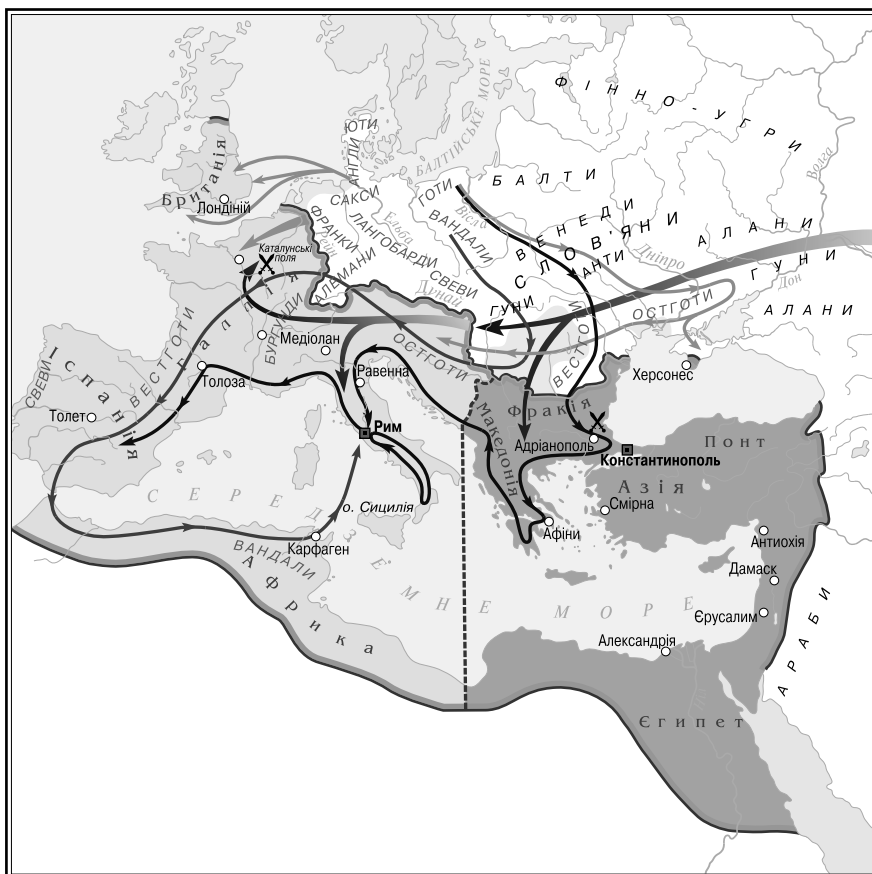 ФІННО-УГРИ
БАЛТІЙСЬКЕ МОРЕ
Волга
ЮТИ
АНГЛИ
САКСИ
Британія
Лондіній
БАЛТИ
ГОТИ
Вісла
ВАНДАЛИ
ВЕНЕДИ
СЛОВ'ЯНИ
АНТИ
АЛАНИ
ГУНИ
Дніпро
Дон
АЛАНИ
Ельба
ЛАНГОБАРДИ
ФРАНКИ
АЛЕМАНИ
СВЕВИ
Дунай
ГУНИ
ОСТГОТИ
ВЕСТГОТИ
Каталунські
поля
Галлія
БУРГУНДИ
ВЕСТГОТИ
Медіолан
ОСТГОТИ
Херсонес
СВЕВИ
Іспанія
Толоза
Равенна
Толет
Рим
Македонія
Фракія
Адріанополь
Константинополь
Понт
Азія
Смірна
о. Сицилія
Афіни
Карфаген
ВАНДАЛИ
Африка
СЕРЕДЗЕМНЕ МОРЕ
Антиохія
Дамаск
Єрусалим
Александрія
Ніл
Єгипет
АРАБИ